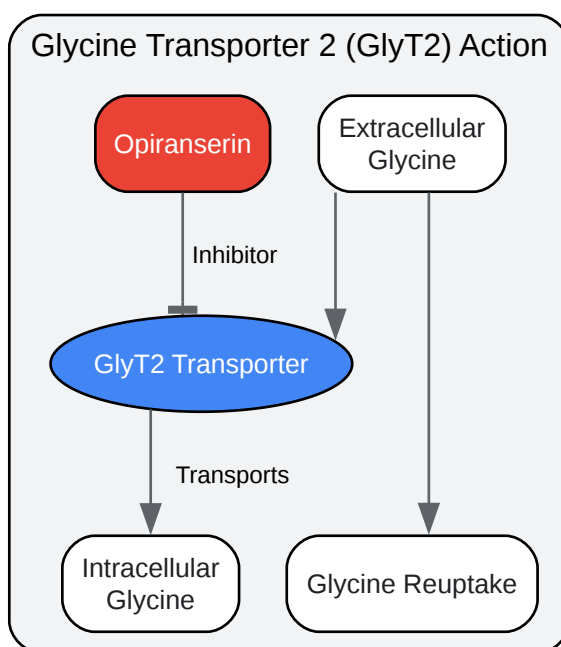 Glycine Transporter 2 (GlyT2) Action
Opiranserin
Extracellular
Glycine
Inhibitor
GlyT2 Transporter
Transports
Intracellular
Glycine
Glycine Reuptake